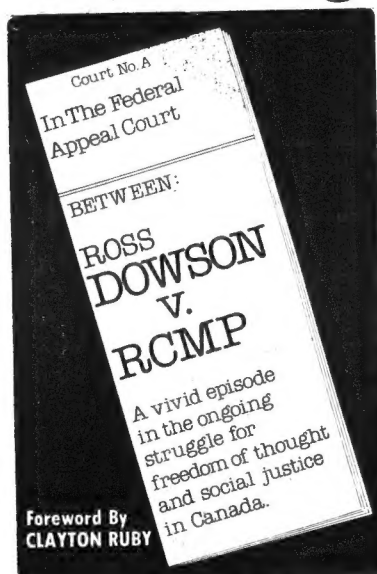 Court No. A
In The Federal
Appeal Court
BETWEEN:
ROSS
DOWSON
v.
RCMP
A vivid episode
in the ongoing
struggle for
freedom of thought
and social justice
in Canada.
Foreword By
CLAYTON RUBY